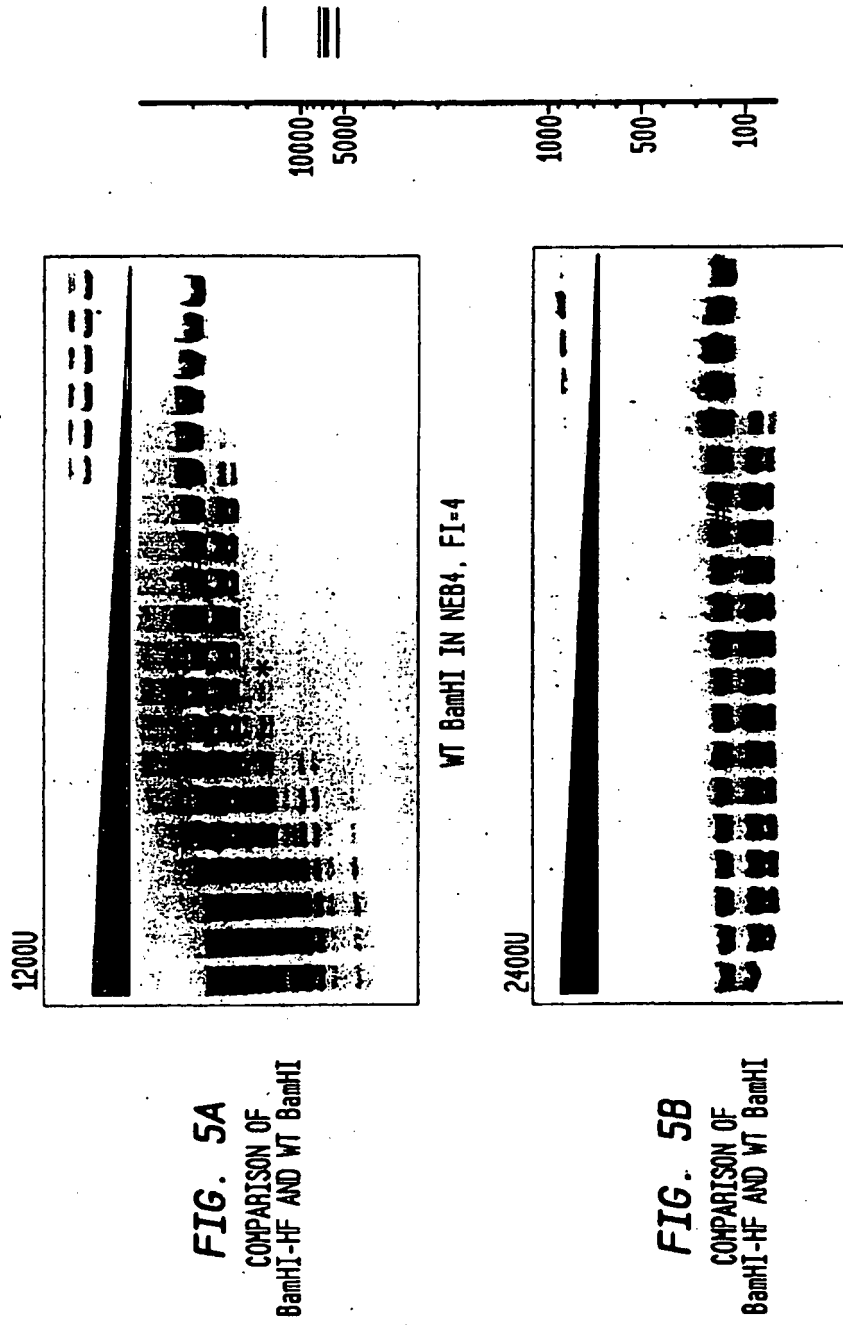 FIG. 5A
COMPARISON OF
BamHI-HF AND WT BamHI
1200U
WT BamHI IN NEB4, FI=4
10000
5000
1000
500
100
FIG. 5B
COMPARISON OF
BamHI-HF AND WT BamHI
2400U
*